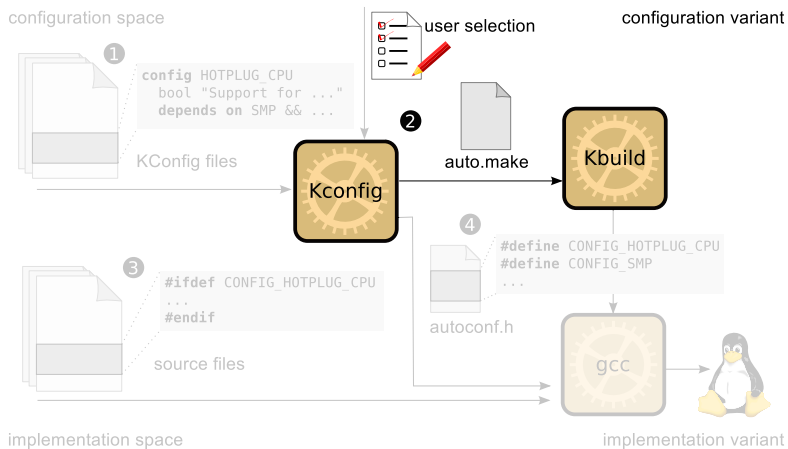 configuration space
user selection
configuration variant
1
config HOTPLUG_CPU
bool "Support for ..."
depends on SMP && ...
KConfig files
2
auto.make
Kconfig
Kbuild
3
#ifdef CONFIG_HOTPLUG_CPU
...
#endif
source files
4
#define CONFIG_HOTPLUG_CPU
#define CONFIG_SMP
...
autoconf.h
gcc
implementation space
implementation variant